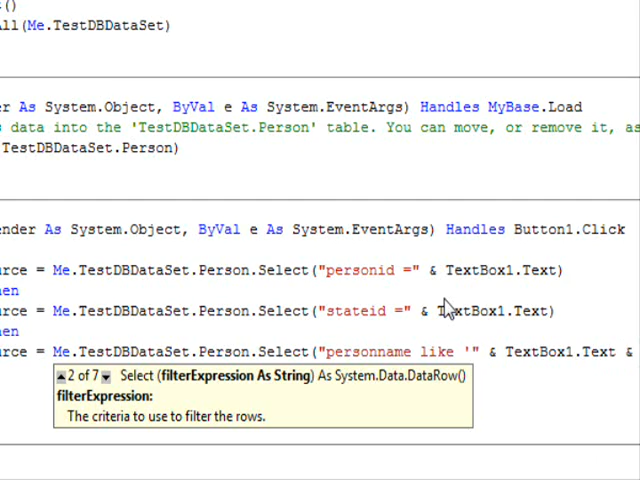 ()
All(Me.TestDBDataSet)
er As System.Object, ByVal e As System.EventArgs) Handles MyBase.Load
s data into the 'TestDBDataSet.Person' table. You can move, or remove it, as
TestDBDataSet.Person)
ender As System.Object, ByVal e As System.EventArgs) Handles Button1.Click
urce = Me.TestDBDataSet.Person.Select("personid =" & TextBox1.Text)
hen
urce = Me.TestDBDataSet.Person.Select("stateid =" & TextBox1.Text)
hen
urce = Me.TestDBDataSet.Person.Select("personname like '" & TextBox1.Text &
2 of 7 Select (filterExpression As String) As System.Data.DataRow()
filterExpression:
The criteria to use to filter the rows.